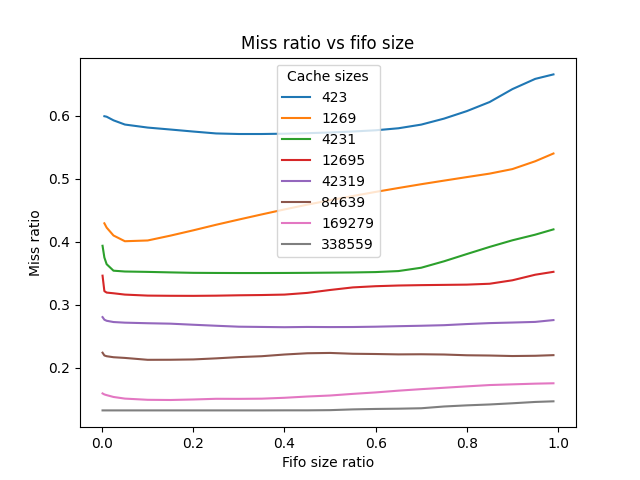 Miss ratio vs fifo size
Cache sizes
423
1269
4231
12695
42319
84639
169279
338559
Miss ratio
0.6
0.5
0.4
0.3
0.2
0.0 0.2 0.4 0.6 0.8 1.0
Fifo size ratio